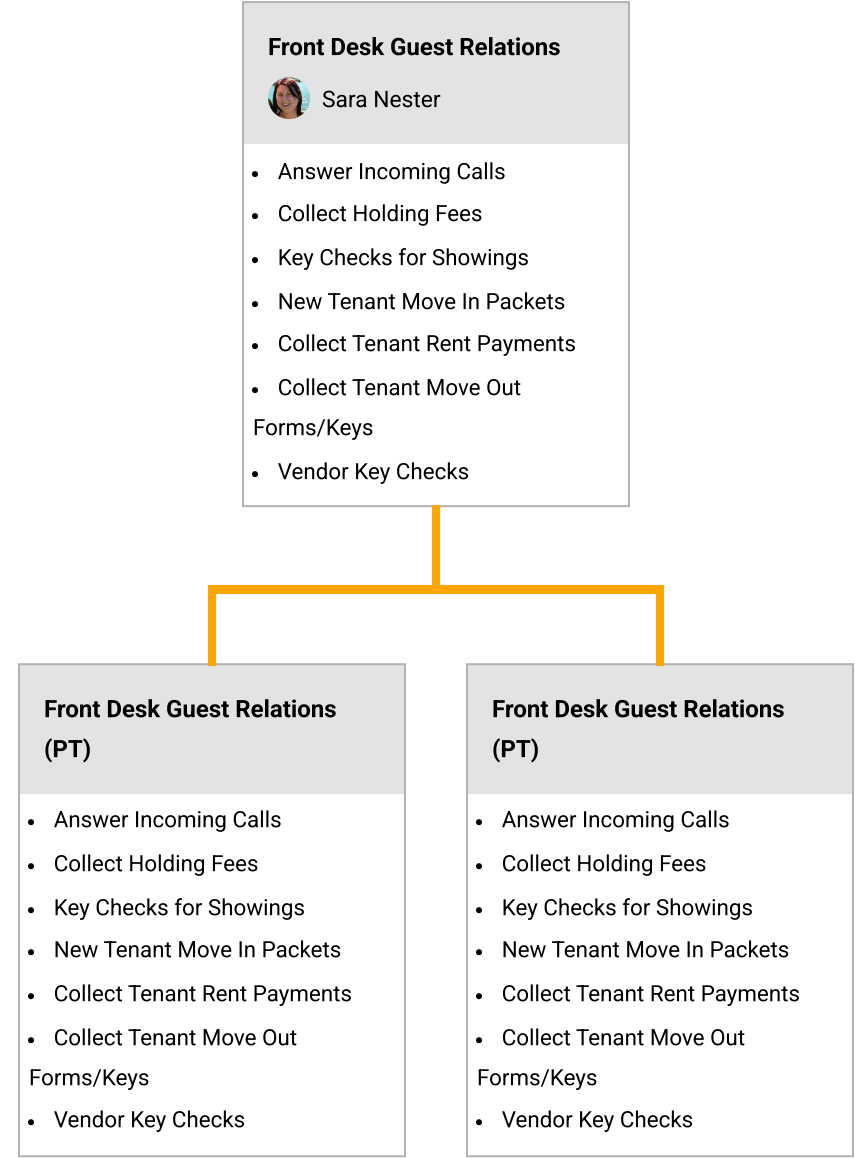 Front Desk Guest Relations
Sara Nester
• Answer Incoming Calls
• Collect Holding Fees
• Key Checks for Showings
• New Tenant Move In Packets
• Collect Tenant Rent Payments
• Collect Tenant Move Out
Forms/Keys
• Vendor Key Checks
Front Desk Guest Relations
(PT)
• Answer Incoming Calls
• Collect Holding Fees
• Key Checks for Showings
• New Tenant Move In Packets
• Collect Tenant Rent Payments
• Collect Tenant Move Out
Forms/Keys
• Vendor Key Checks
Front Desk Guest Relations
(PT)
• Answer Incoming Calls
• Collect Holding Fees
• Key Checks for Showings
• New Tenant Move In Packets
• Collect Tenant Rent Payments
• Collect Tenant Move Out
Forms/Keys
• Vendor Key Checks